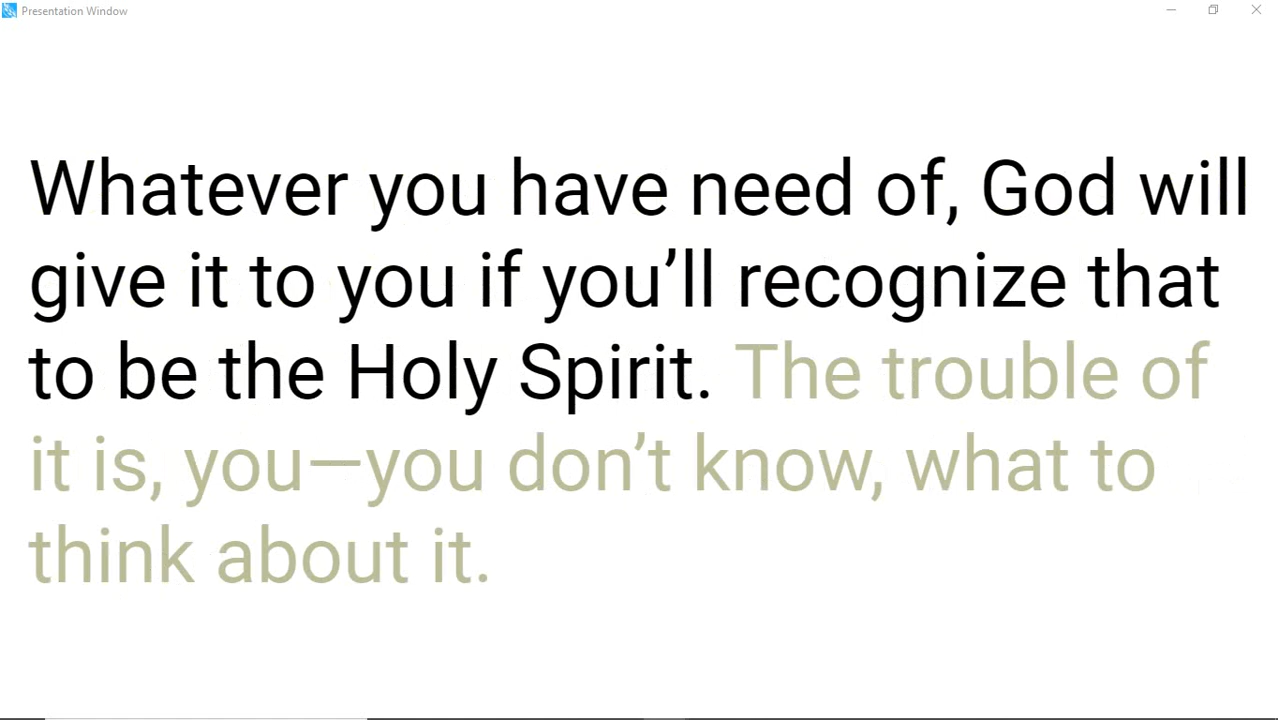 Presentation Window
Whatever you have need of, God will
give it to you if you’ll recognize that
to be the Holy Spirit. The trouble of
it is, you—you don’t know, what to
think about it.